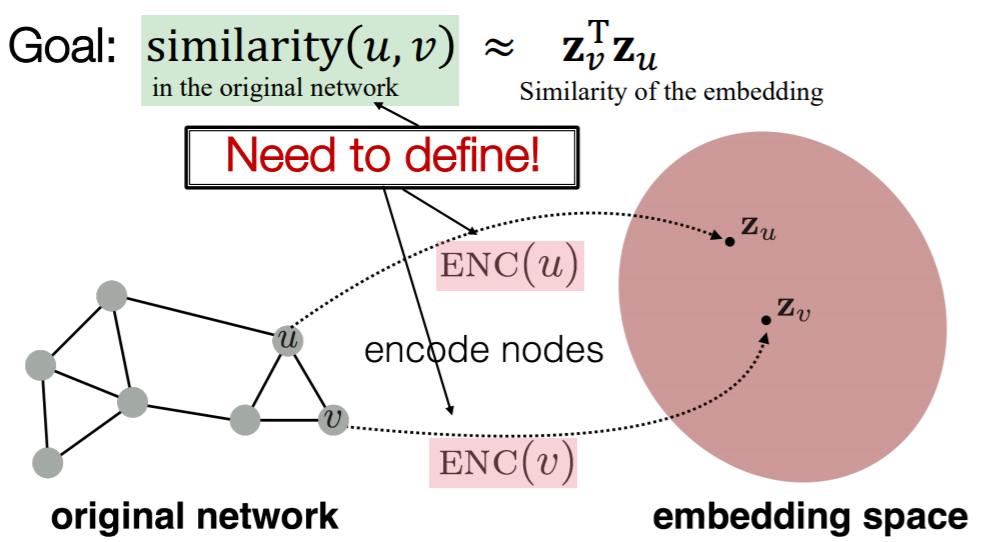 Goal: similarity(u, v) ≈ z_v^T z_u
in the original network
Similarity of the embedding
Need to define!
z_u
ENC(u)
z_v
u
encode nodes
v
ENC(v)
original network
embedding space